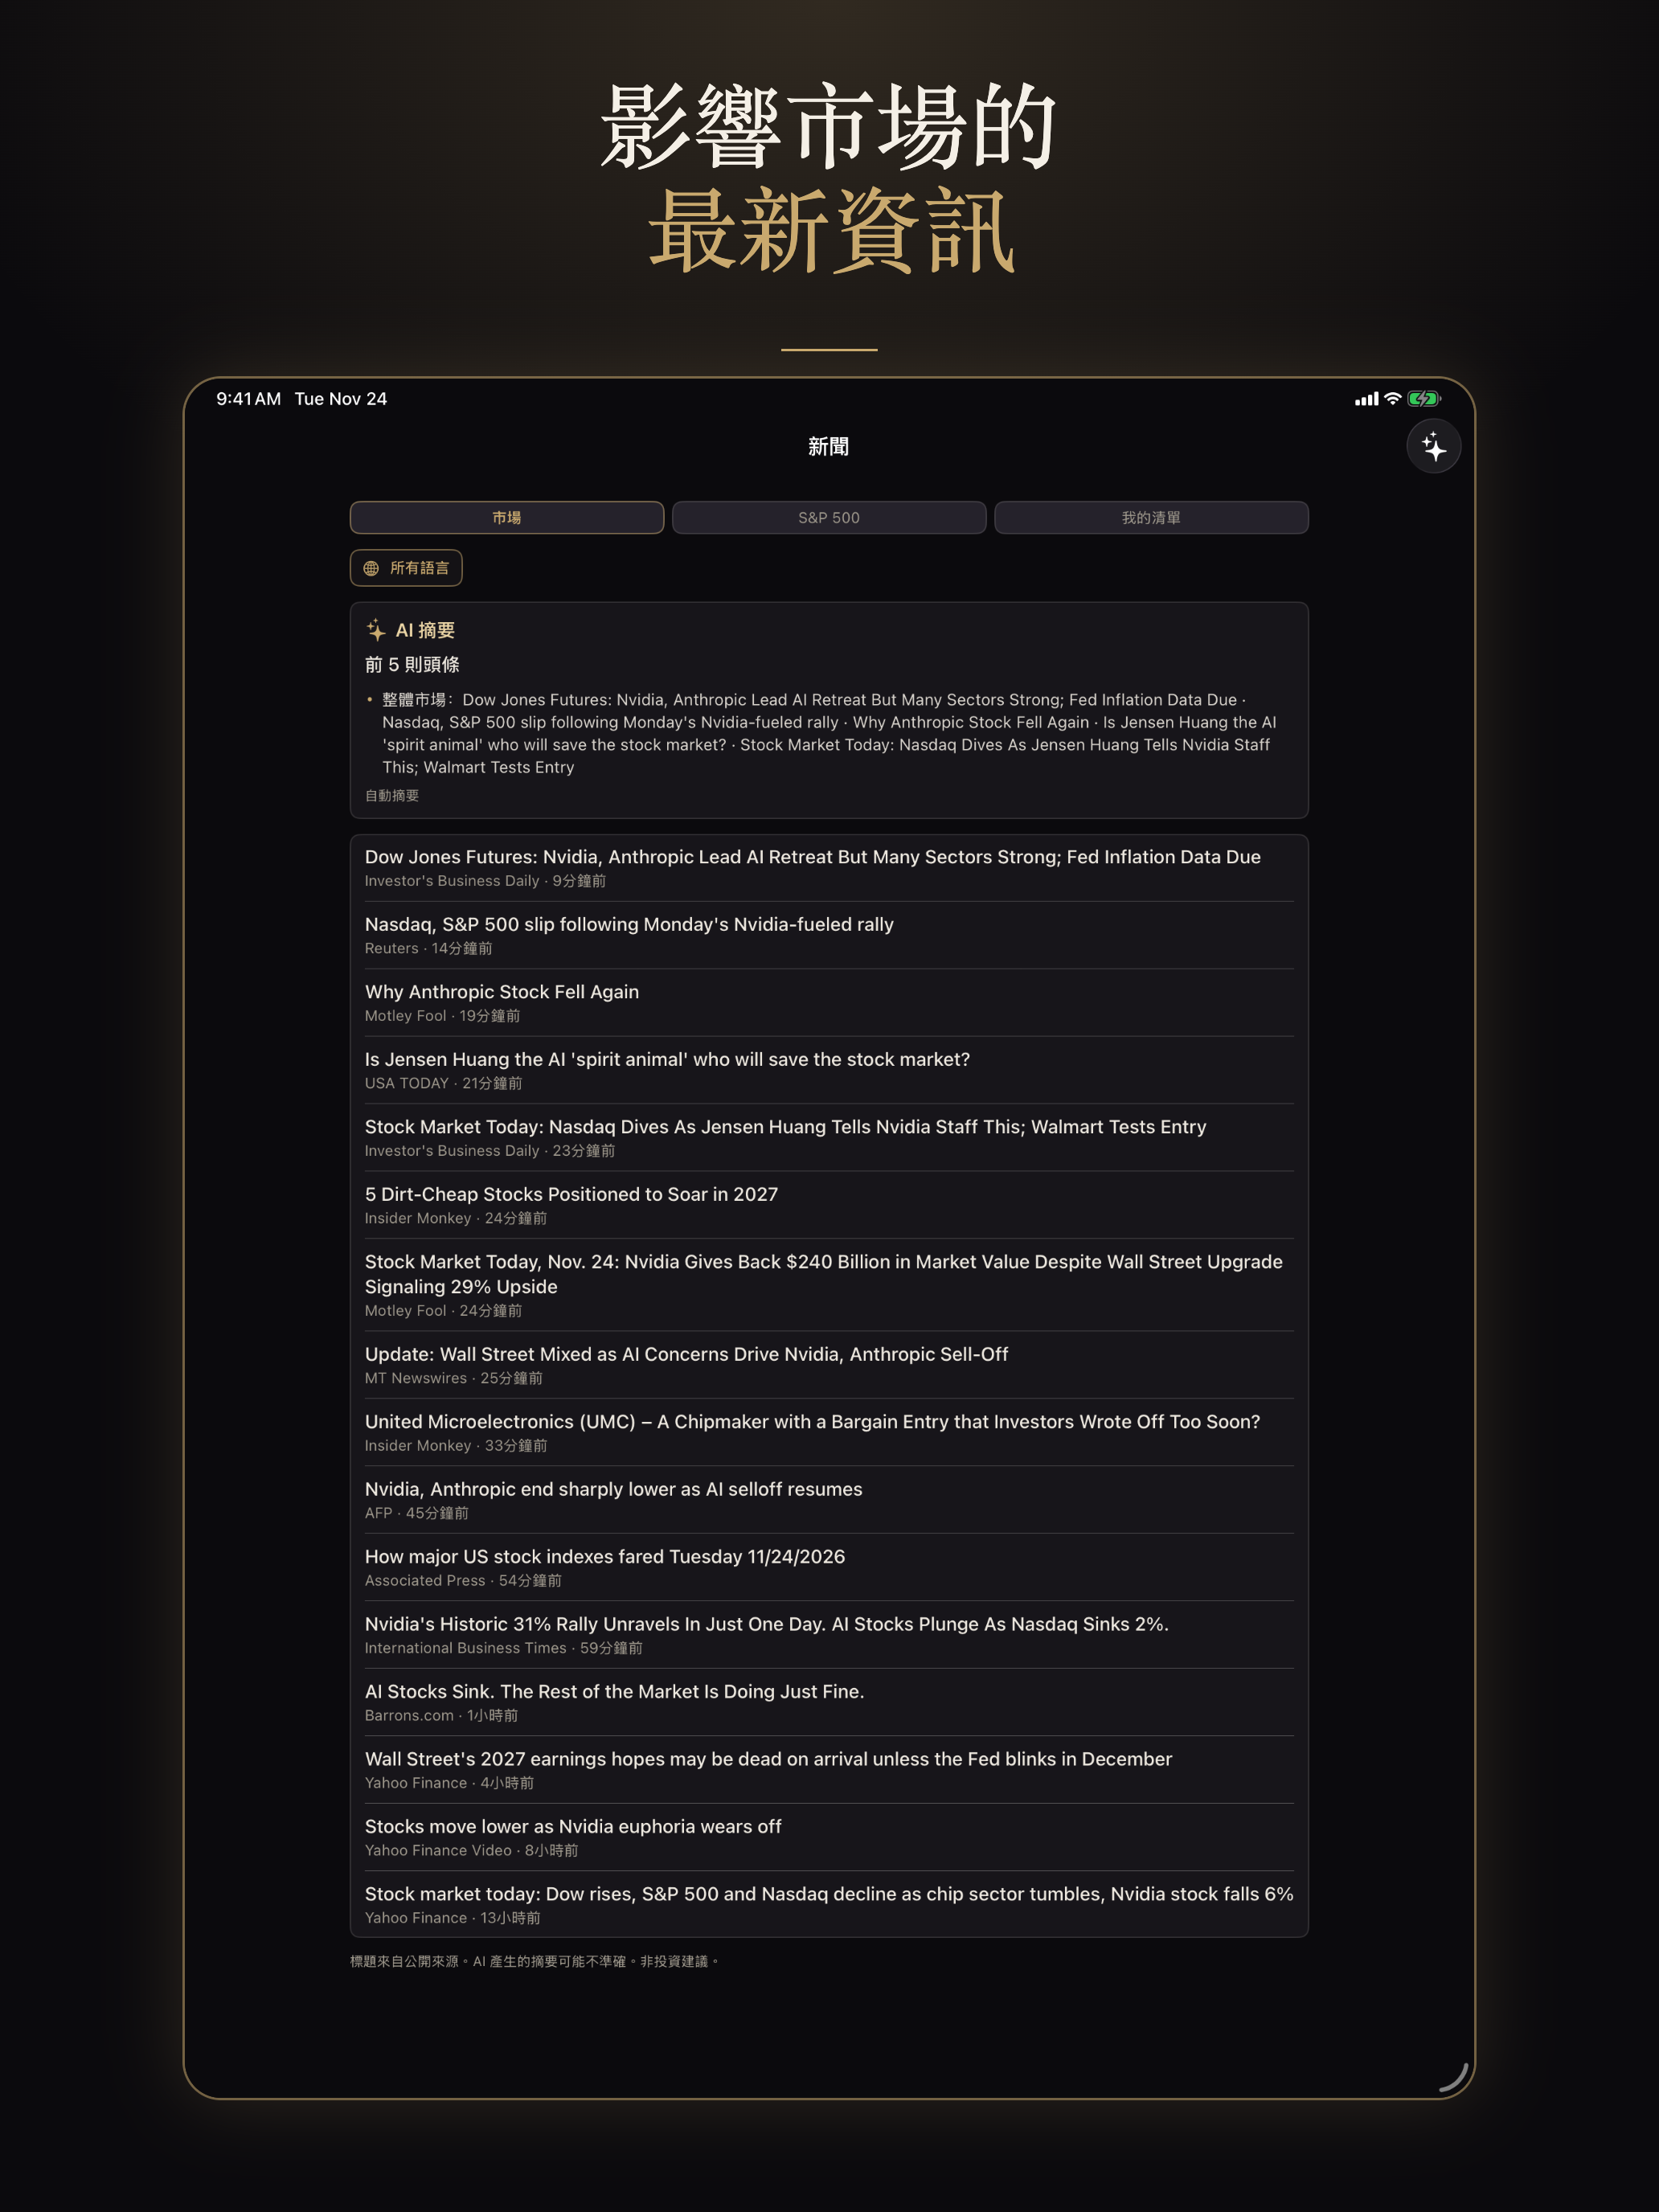 影響市場的
最新資訊
9:41 AM Tue Nov 24
新聞
市場
S&P 500
我的清單
所有語言
AI 摘要
前 5 則頭條
• 整體市場：Dow Jones Futures: Nvidia, Anthropic Lead AI Retreat But Many Sectors Strong; Fed Inflation Data Due ·
Nasdaq, S&P 500 slip following Monday's Nvidia-fueled rally · Why Anthropic Stock Fell Again · Is Jensen Huang the AI
'spirit animal' who will save the stock market? · Stock Market Today: Nasdaq Dives As Jensen Huang Tells Nvidia Staff
This; Walmart Tests Entry
自動摘要
Dow Jones Futures: Nvidia, Anthropic Lead AI Retreat But Many Sectors Strong; Fed Inflation Data Due
Investor's Business Daily · 9分鐘前
Nasdaq, S&P 500 slip following Monday's Nvidia-fueled rally
Reuters · 14分鐘前
Why Anthropic Stock Fell Again
Motley Fool · 19分鐘前
Is Jensen Huang the AI 'spirit animal' who will save the stock market?
USA TODAY · 21分鐘前
Stock Market Today: Nasdaq Dives As Jensen Huang Tells Nvidia Staff This; Walmart Tests Entry
Investor's Business Daily · 23分鐘前
5 Dirt-Cheap Stocks Positioned to Soar in 2027
Insider Monkey · 24分鐘前
Stock Market Today, Nov. 24: Nvidia Gives Back $240 Billion in Market Value Despite Wall Street Upgrade
Signaling 29% Upside
Motley Fool · 24分鐘前
Update: Wall Street Mixed as AI Concerns Drive Nvidia, Anthropic Sell-Off
MT Newswires · 25分鐘前
United Microelectronics (UMC) – A Chipmaker with a Bargain Entry that Investors Wrote Off Too Soon?
Insider Monkey · 33分鐘前
Nvidia, Anthropic end sharply lower as AI selloff resumes
AFP · 45分鐘前
How major US stock indexes fared Tuesday 11/24/2026
Associated Press · 54分鐘前
Nvidia's Historic 31% Rally Unravels In Just One Day. AI Stocks Plunge As Nasdaq Sinks 2%.
International Business Times · 59分鐘前
AI Stocks Sink. The Rest of the Market Is Doing Just Fine.
Barrons.com · 1小時前
Wall Street's 2027 earnings hopes may be dead on arrival unless the Fed blinks in December
Yahoo Finance · 4小時前
Stocks move lower as Nvidia euphoria wears off
Yahoo Finance Video · 8小時前
Stock market today: Dow rises, S&P 500 and Nasdaq decline as chip sector tumbles, Nvidia stock falls 6%
Yahoo Finance · 13小時前
標題來自公開來源。AI 產生的摘要可能不準確。非投資建議。